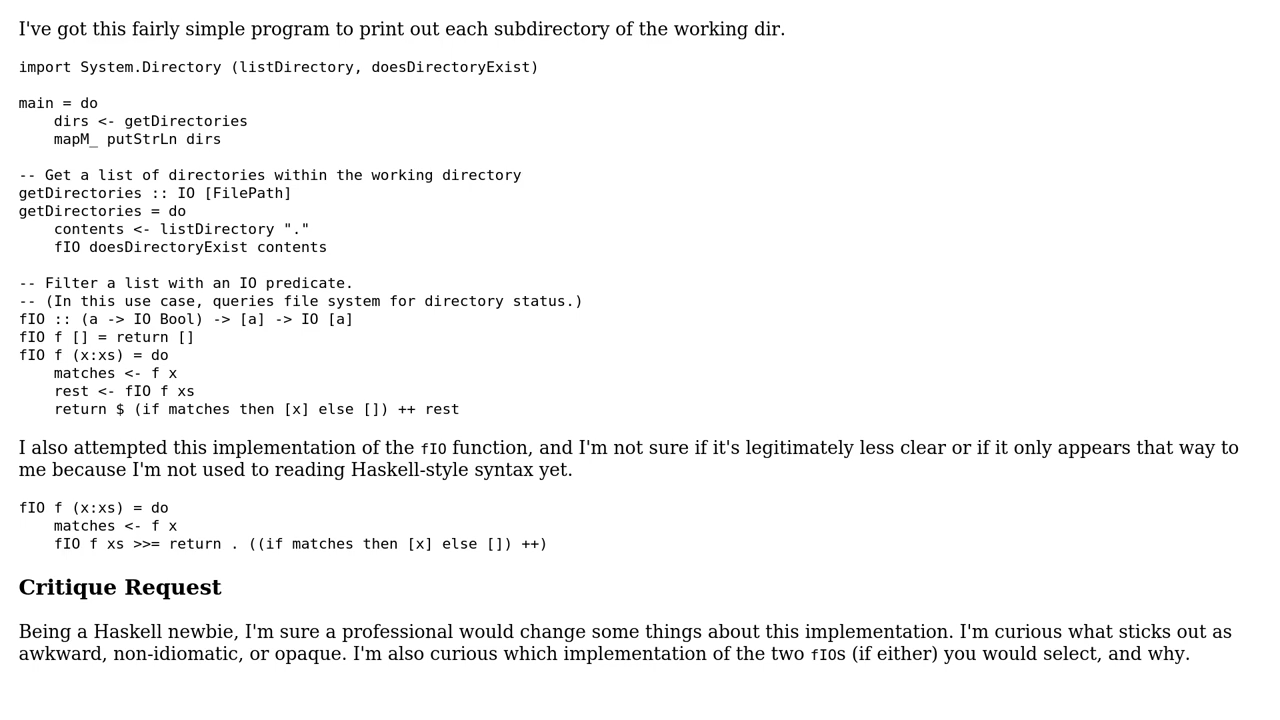 I've got this fairly simple program to print out each subdirectory of the working dir.
import System.Directory (listDirectory, doesDirectoryExist)
main = do
    dirs <- getDirectories
    mapM_ putStrLn dirs
-- Get a list of directories within the working directory
getDirectories :: IO [FilePath]
getDirectories = do
    contents <- listDirectory "."
    fIO doesDirectoryExist contents
-- Filter a list with an IO predicate.
-- (In this use case, queries file system for directory status.)
fIO :: (a -> IO Bool) -> [a] -> IO [a]
fIO f [] = return []
fIO f (x:xs) = do
    matches <- f x
    rest <- fIO f xs
    return $ (if matches then [x] else []) ++ rest
I also attempted this implementation of the fIO function, and I'm not sure if it's legitimately less clear or if it only appears that way to
me because I'm not used to reading Haskell-style syntax yet.
fIO f (x:xs) = do
    matches <- f x
    fIO f xs >>= return . ((if matches then [x] else []) ++)
Critique Request
Being a Haskell newbie, I'm sure a professional would change some things about this implementation. I'm curious what sticks out as
awkward, non-idiomatic, or opaque. I'm also curious which implementation of the two fIOs (if either) you would select, and why.